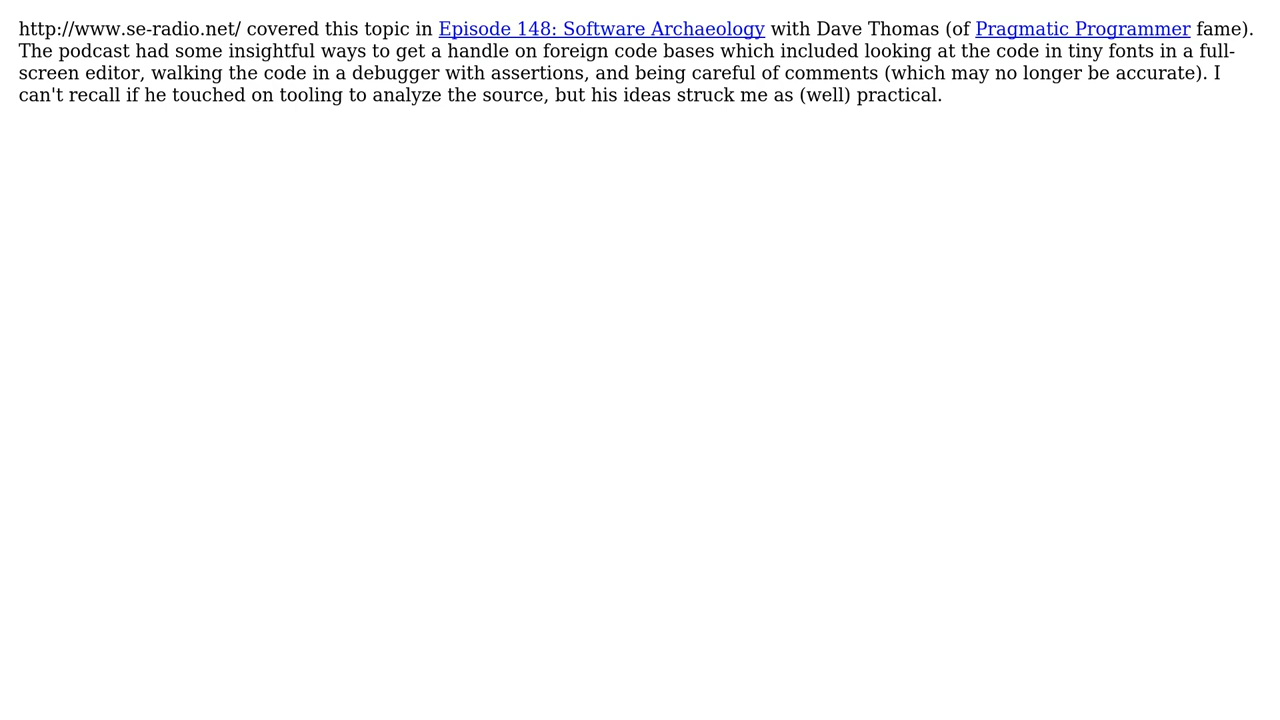 http://www.se-radio.net/ covered this topic in Episode 148: Software Archaeology with Dave Thomas (of Pragmatic Programmer fame).
The podcast had some insightful ways to get a handle on foreign code bases which included looking at the code in tiny fonts in a full-
screen editor, walking the code in a debugger with assertions, and being careful of comments (which may no longer be accurate). I
can't recall if he touched on tooling to analyze the source, but his ideas struck me as (well) practical.